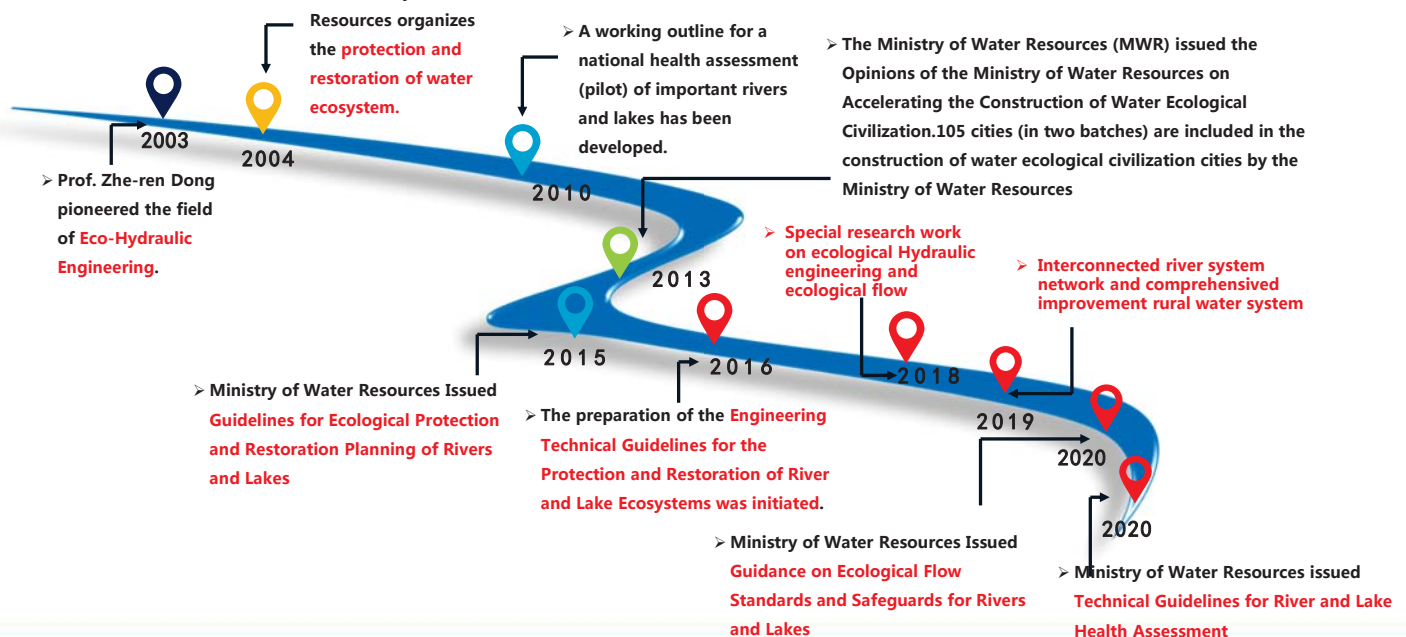 Resources organizes
the protection and
restoration of water
ecosystem.
➢ A working outline for a
national health assessment
(pilot) of important rivers
and lakes has been
developed.
➢ The Ministry of Water Resources (MWR) issued the
Opinions of the Ministry of Water Resources on
Accelerating the Construction of Water Ecological
Civilization.105 cities (in two batches) are included in the
construction of water ecological civilization cities by the
Ministry of Water Resources
2003
2004
2010
➢ Prof. Zhe-ren Dong
pioneered the field
of Eco-Hydraulic
Engineering.
2013
➢ Special research work
on ecological Hydraulic
engineering and
ecological flow
➢ Interconnected river system
network and comprehensived
improvement rural water system
2015
2016
2018
2019
2020
2020
➢ Ministry of Water Resources Issued
Guidelines for Ecological Protection
and Restoration Planning of Rivers
and Lakes
➢ The preparation of the Engineering
Technical Guidelines for the
Protection and Restoration of River
and Lake Ecosystems was initiated.
➢ Ministry of Water Resources Issued
Guidance on Ecological Flow
Standards and Safeguards for Rivers
and Lakes
➢ Ministry of Water Resources issued
Technical Guidelines for River and Lake
Health Assessment